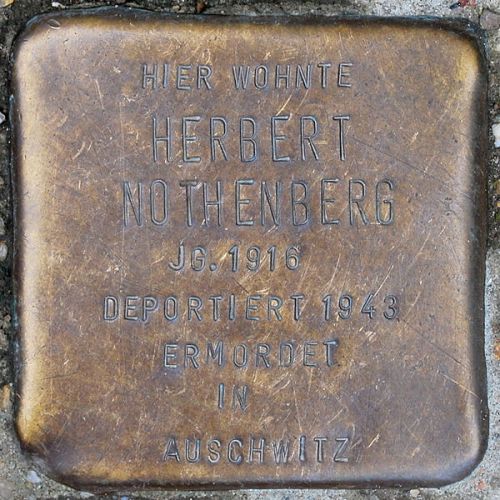 HIER WOHNTE
HERBERT
NOTHENBERG
JG. 1916
DEPORTIERT 1943
ERMORDET
IN
AUSCHWITZ